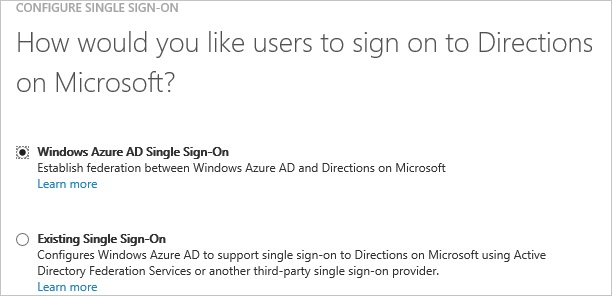 CONFIGURE SINGLE SIGN-ON
How would you like users to sign on to Directions
on Microsoft?
Windows Azure AD Single Sign-On
Establish federation between Windows Azure AD and Directions on Microsoft
Learn more
Existing Single Sign-On
Configures Windows Azure AD to support single sign-on to Directions on Microsoft using Active
Directory Federation Services or another third-party single sign-on provider.
Learn more